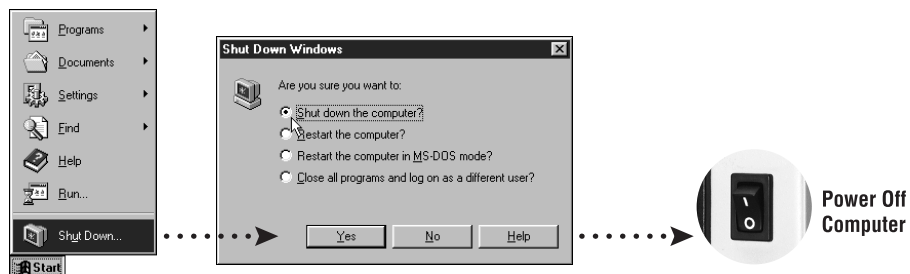 Programs
Documents
Settings
Find
Help
Run...
Shut Down...
Start
Shut Down Windows
Are you sure you want to:
Shut down the computer?
Restart the computer?
Restart the computer in MS-DOS mode?
Close all programs and log on as a different user?
Yes
No
Help
Power Off
Computer